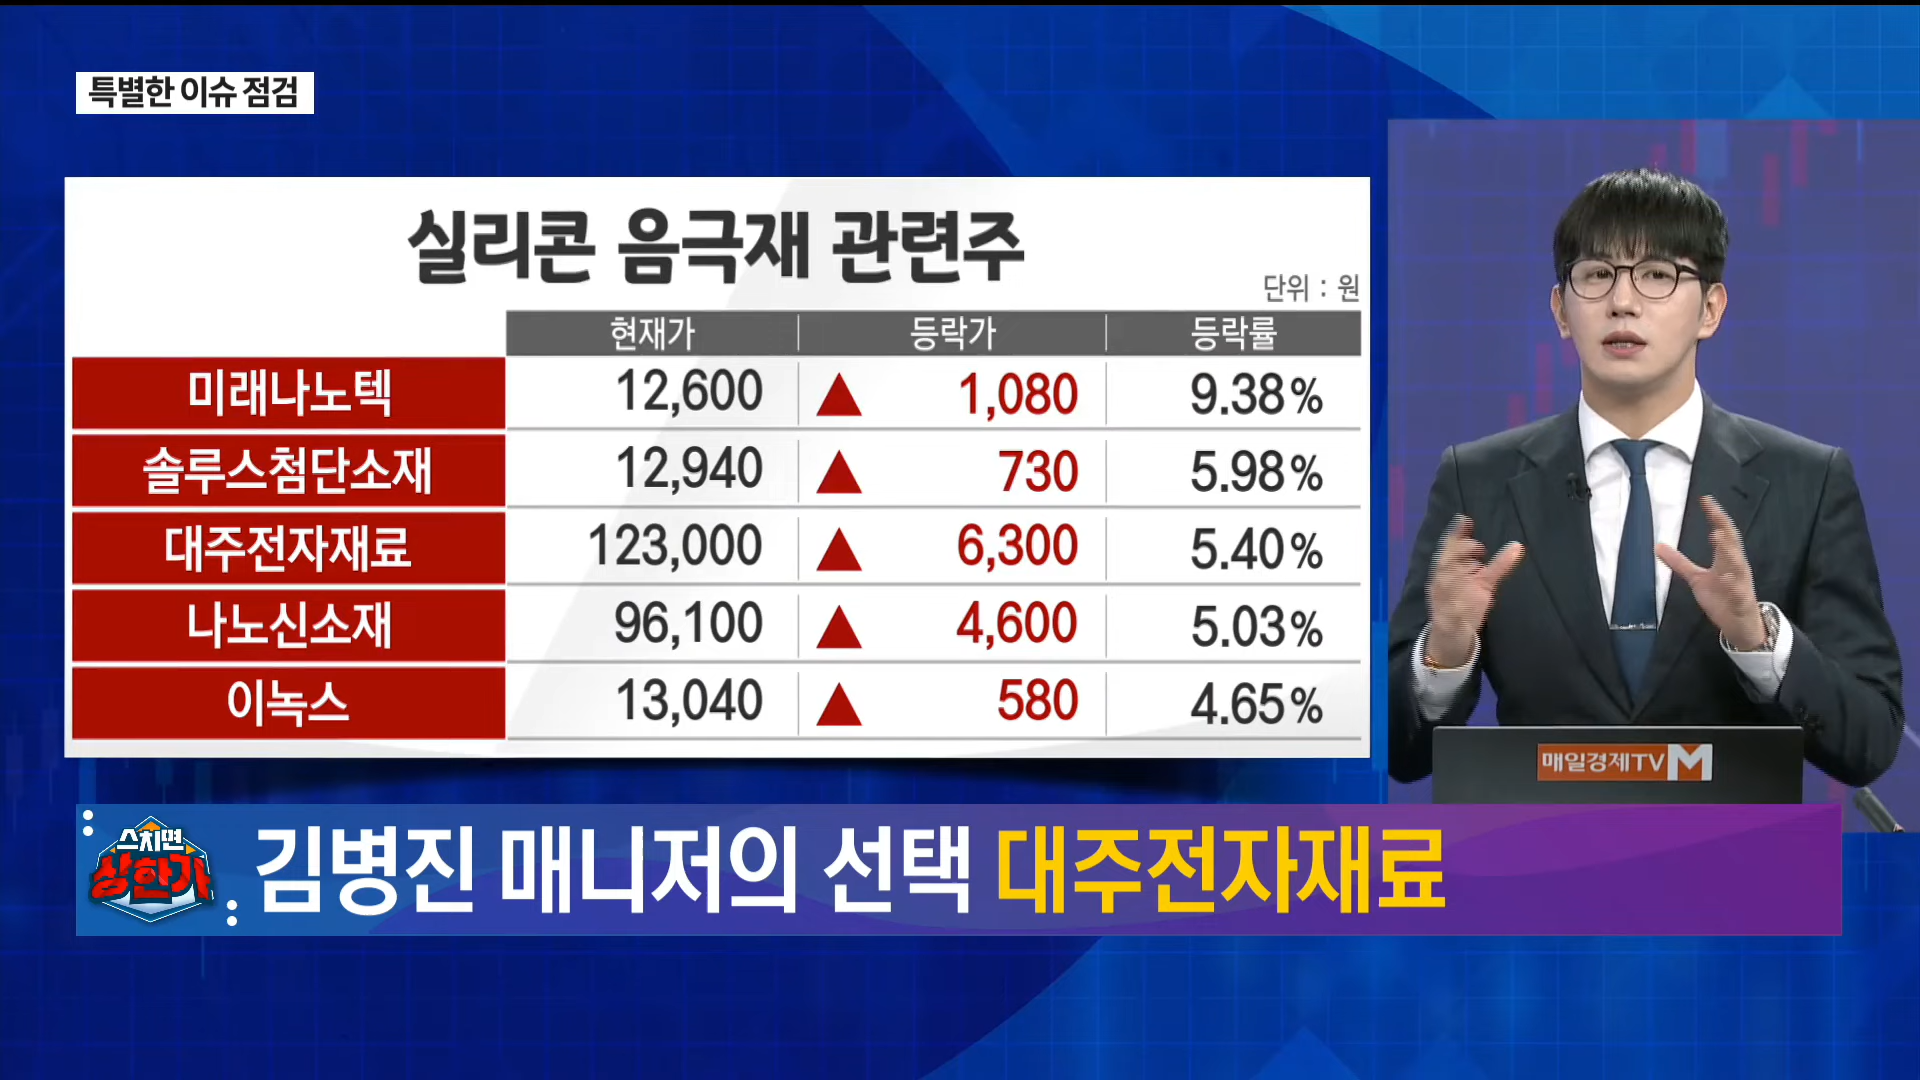 특별한 이슈 점검
실리콘 음극재 관련주
단위 : 원
현재가 등락가 등락률
미래나노텍 12,600 ▲ 1,080 9.38%
솔루스첨단소재 12,940 ▲ 730 5.98%
대주전자재료 123,000 ▲ 6,300 5.40%
나노신소재 96,100 ▲ 4,600 5.03%
이녹스 13,040 ▲ 580 4.65%
매일경제TV M
스치면
상한가
김병진 매니저의 선택 대주전자재료